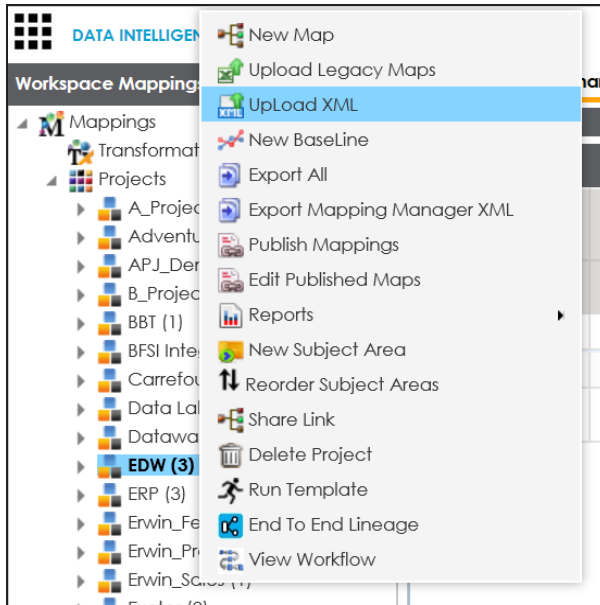 DATA INTELLIGEN
Workspace Mappings
Mappings
Transformat
Projects
A_Projec
Adventu
APJ_Der
B_Projec
BBT (1)
BFSI Inte
Carrefou
Data Lal
Datawa
EDW (3)
ERP (3)
Erwin_Fe
Erwin_Pr
New Map
Upload Legacy Maps
UpLoad XML
New BaseLine
Export All
Export Mapping Manager XML
Publish Mappings
Edit Published Maps
Reports
New Subject Area
Reorder Subject Areas
Share Link
Delete Project
Run Template
End To End Lineage
View Workflow